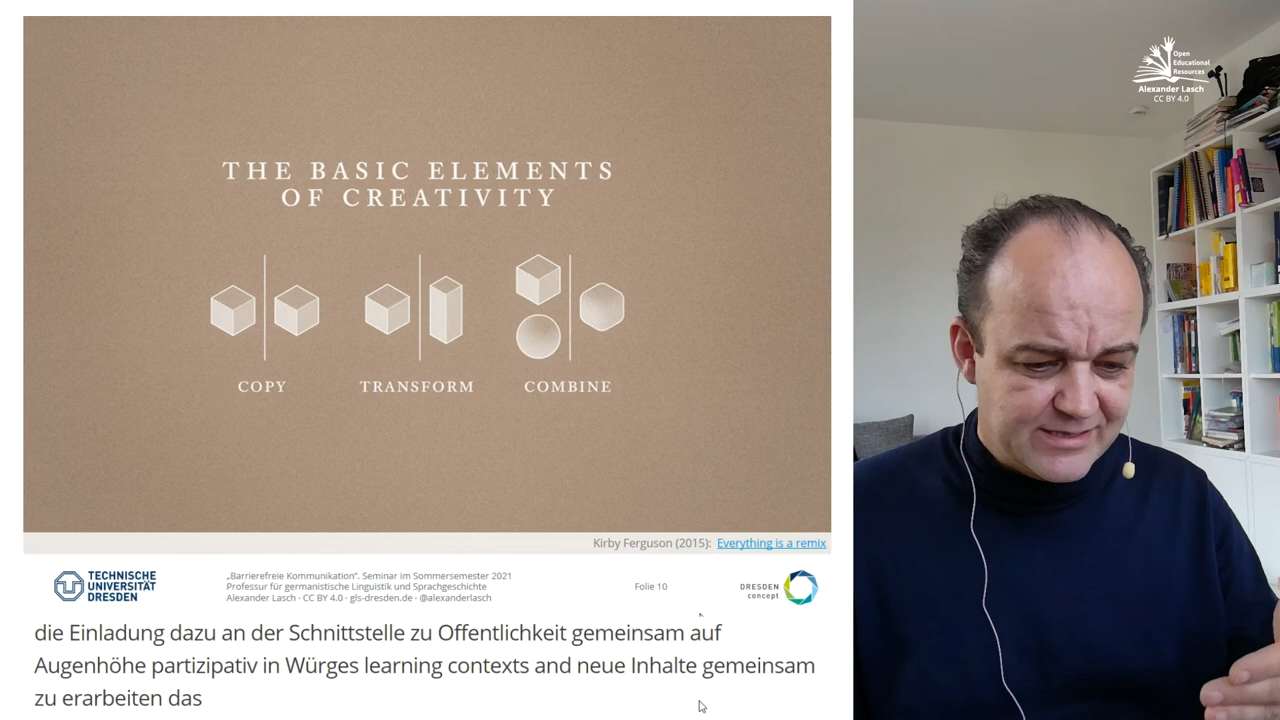 THE BASIC ELEMENTS
OF CREATIVITY
COPY
TRANSFORM
COMBINE
Kirby Ferguson (2015): Everything is a remix
TECHNISCHE
UNIVERSITÄT
DRESDEN
„Barrierefreie Kommunikation“, Seminar im Sommersemester 2021
Professur für germanistische Linguistik und Sprachgeschichte
Alexander Lasch · CC BY 4.0 · gls-dresden.de · @alexanderlasch
Folie 10
DRESDEN
concept
die Einladung dazu an der Schnittstelle zu Offentlichkeit gemeinsam auf
Augenhöhe partizipativ in Würges learning contexts and neue Inhalte gemeinsam
zu erarbeiten das
Open
Educational
Resources
Alexander Lasch
CC BY 4.0